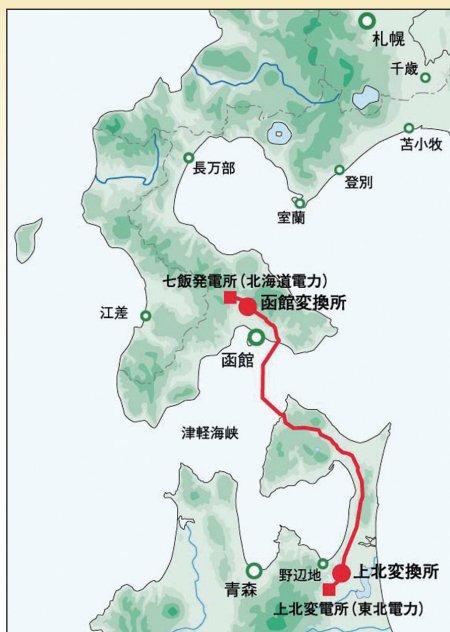 札幌
千歳
苫小牧
長万部
登別
室蘭
七飯発電所(北海道電力)
函館変換所
江差
函館
津軽海峡
野辺地
上北変換所
青森
上北変電所(東北電力)